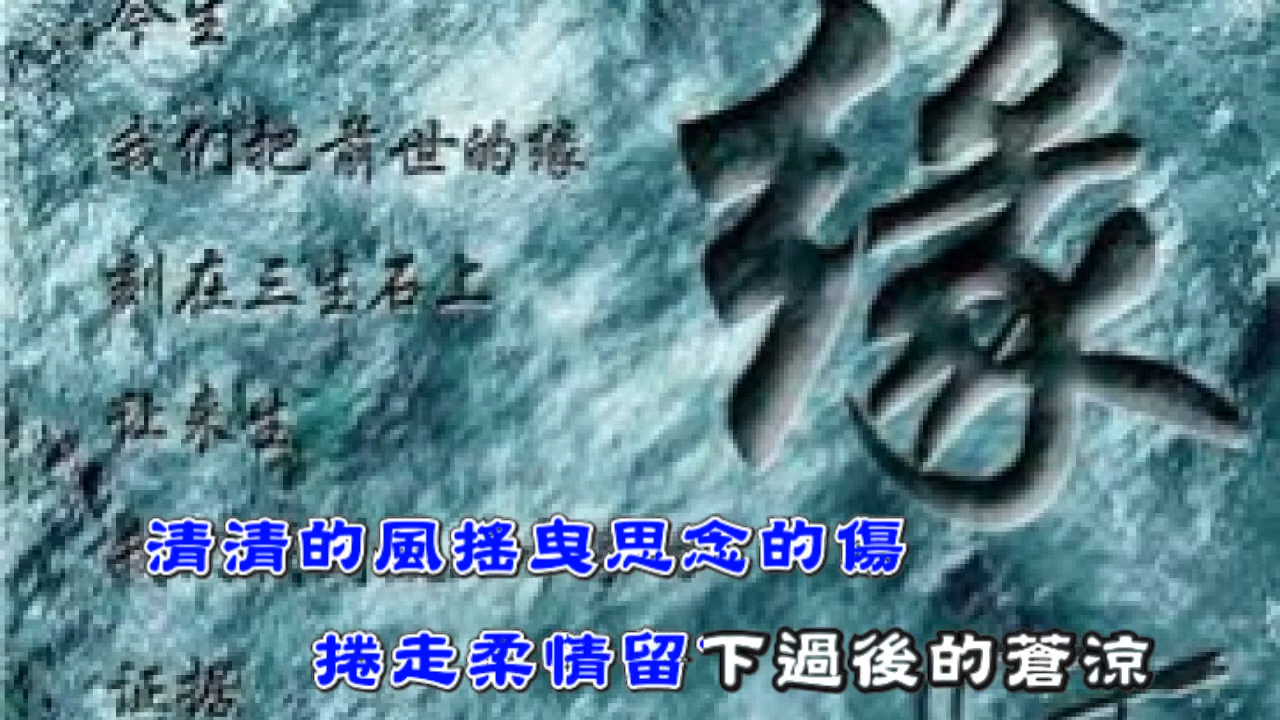 今生
我们把前世的缘
刻在三生石上
让来生
缘
清清的風搖曳思念的傷
捲走柔情留下過後的蒼涼
证据